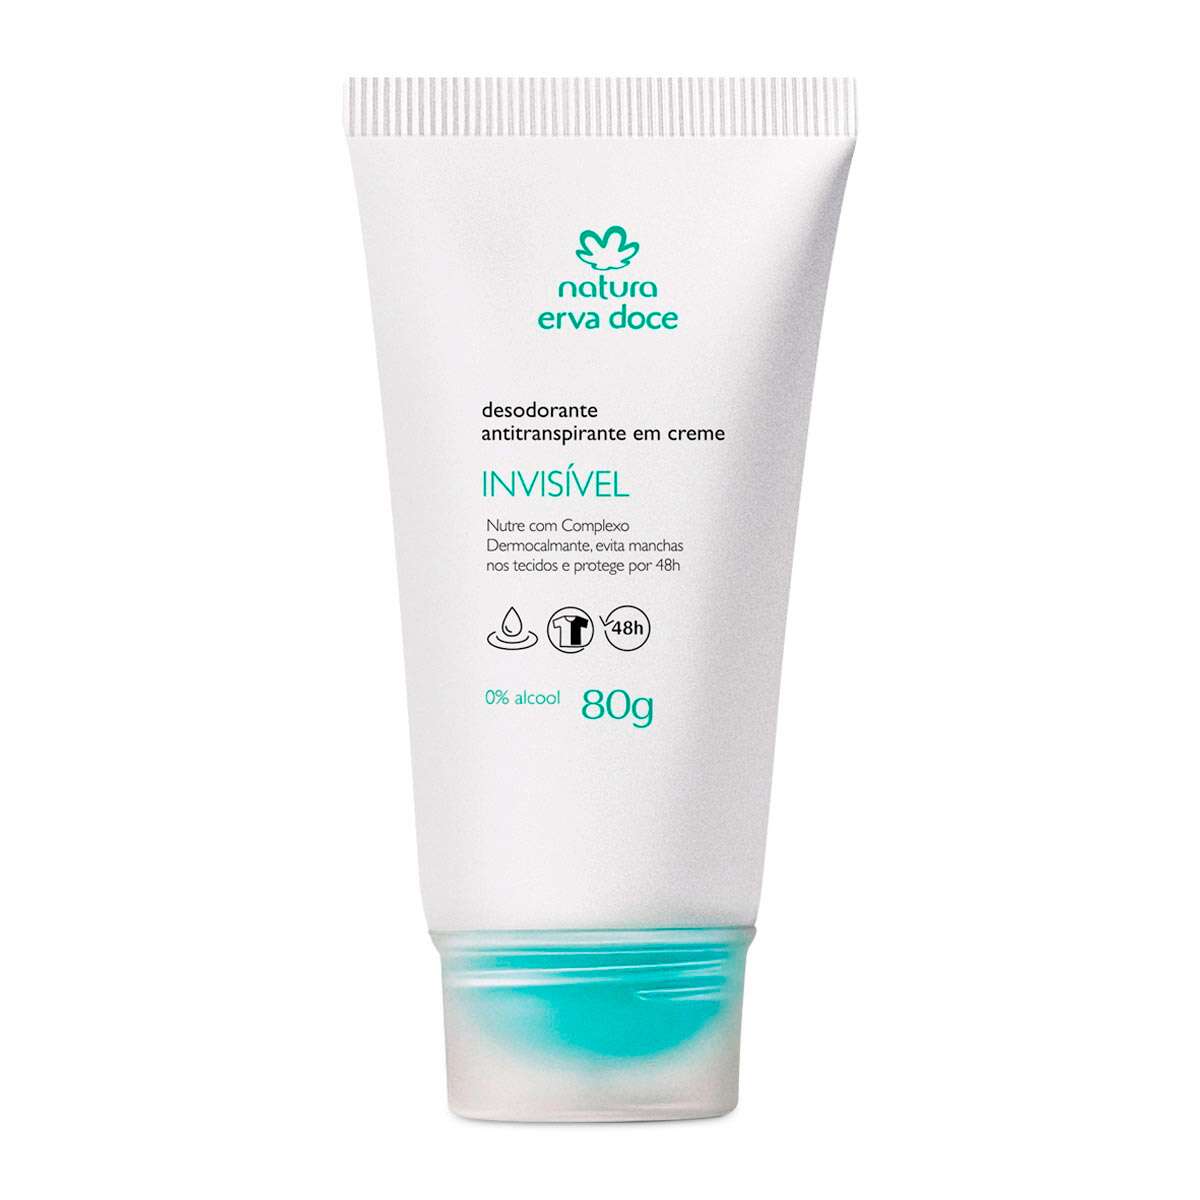 natura
erva doce
desodorante
antitranspirante em creme
INVISÍVEL
Nutre com Complexo
Dermocalmante, evita manchas
nos tecidos e protege por 48h
48h
0% alcool 80g